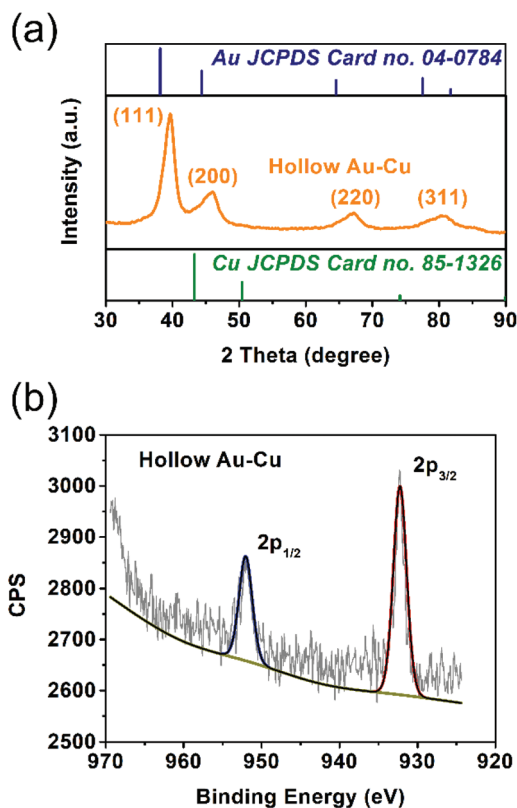 (a)
Au JCPDS Card no. 04-0784
(111)
(200)
Hollow Au-Cu
(220)
(311)
Intensity (a.u.)
Cu JCPDS Card no. 85-1326
30 40 50 60 70 80 90
2 Theta (degree)
(b)
3100
Hollow Au-Cu
2p3/2
3000
2900
2p1/2
CPS
2800
2700
2600
2500
970 960 950 940 930 920
Binding Energy (eV)